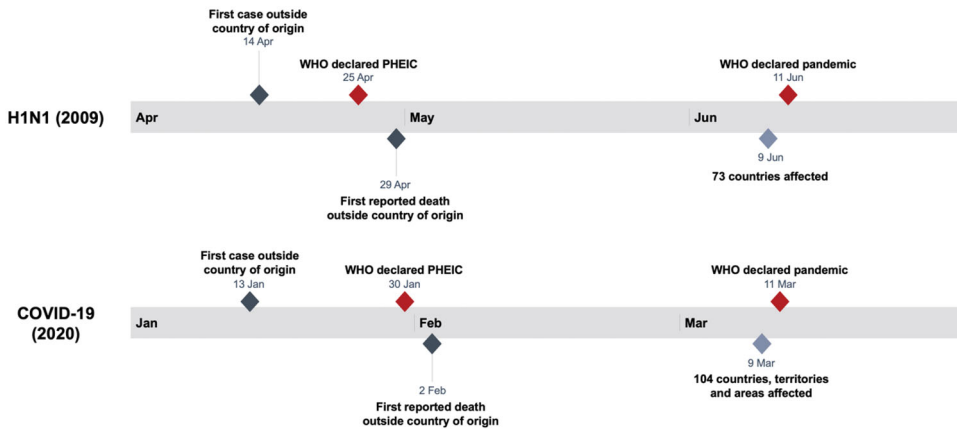 First case outside
country of origin
14 Apr
WHO declared PHEIC
25 Apr
WHO declared pandemic
11 Jun
H1N1 (2009)
Apr
May
Jun
29 Apr
First reported death
outside country of origin
9 Jun
73 countries affected
First case outside
country of origin
13 Jan
WHO declared PHEIC
30 Jan
WHO declared pandemic
11 Mar
COVID-19
(2020)
Jan
Feb
Mar
2 Feb
First reported death
outside country of origin
9 Mar
104 countries, territories
and areas affected